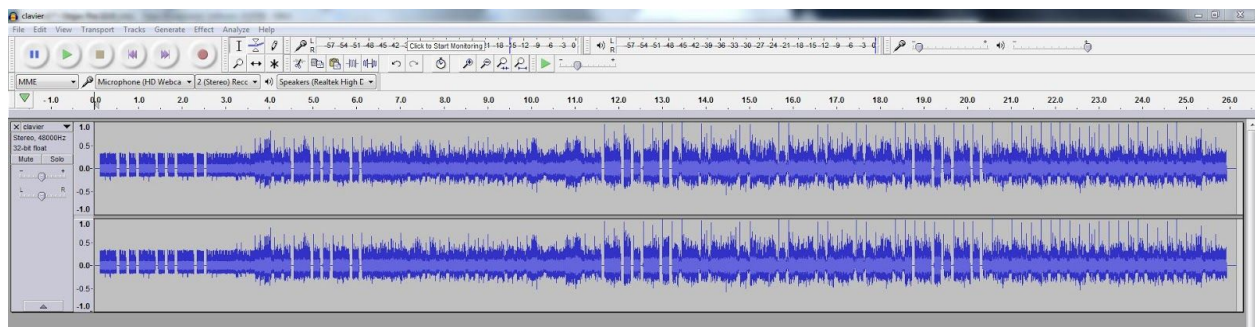 clavier
File Edit View Transport Tracks Generate Effect Analyze Help
L
R
-57 -54 -51 -48 -45 -42 -3 Click to Start Monitoring !1 -18 -15 -12 -9 -6 -3 0
L
R
-57 -54 -51 -48 -45 -42 -39 -36 -33 -30 -27 -24 -21 -18 -15 -12 -9 -6 -3 0
MME Microphone (HD Webca 2 (Stereo) Recc Speakers (Realtek High D
- 1.0 0.0 1.0 2.0 3.0 4.0 5.0 6.0 7.0 8.0 9.0 10.0 11.0 12.0 13.0 14.0 15.0 16.0 17.0 18.0 19.0 20.0 21.0 22.0 23.0 24.0 25.0 26.0
X clavier 1.0
Stereo, 48000Hz
32-bit float
0.5
Mute Solo
- +
0.0
L R
-0.5
-1.0
1.0
0.5
0.0
-0.5
-1.0